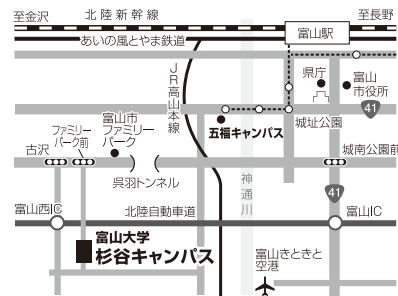 至金沢
北陸新幹線
富山駅
至長野
あいの風とやま鉄道
JR高山本線
県庁
富山
市役所
41
五福キャンパス
城址公園
富山市
ファミリー
パーク
ファミリー
パーク前
古沢
城南公園前
呉羽トンネル
神通川
41
富山西IC
北陸自動車道
富山IC
富山大学
杉谷キャンパス
富山きときと
空港